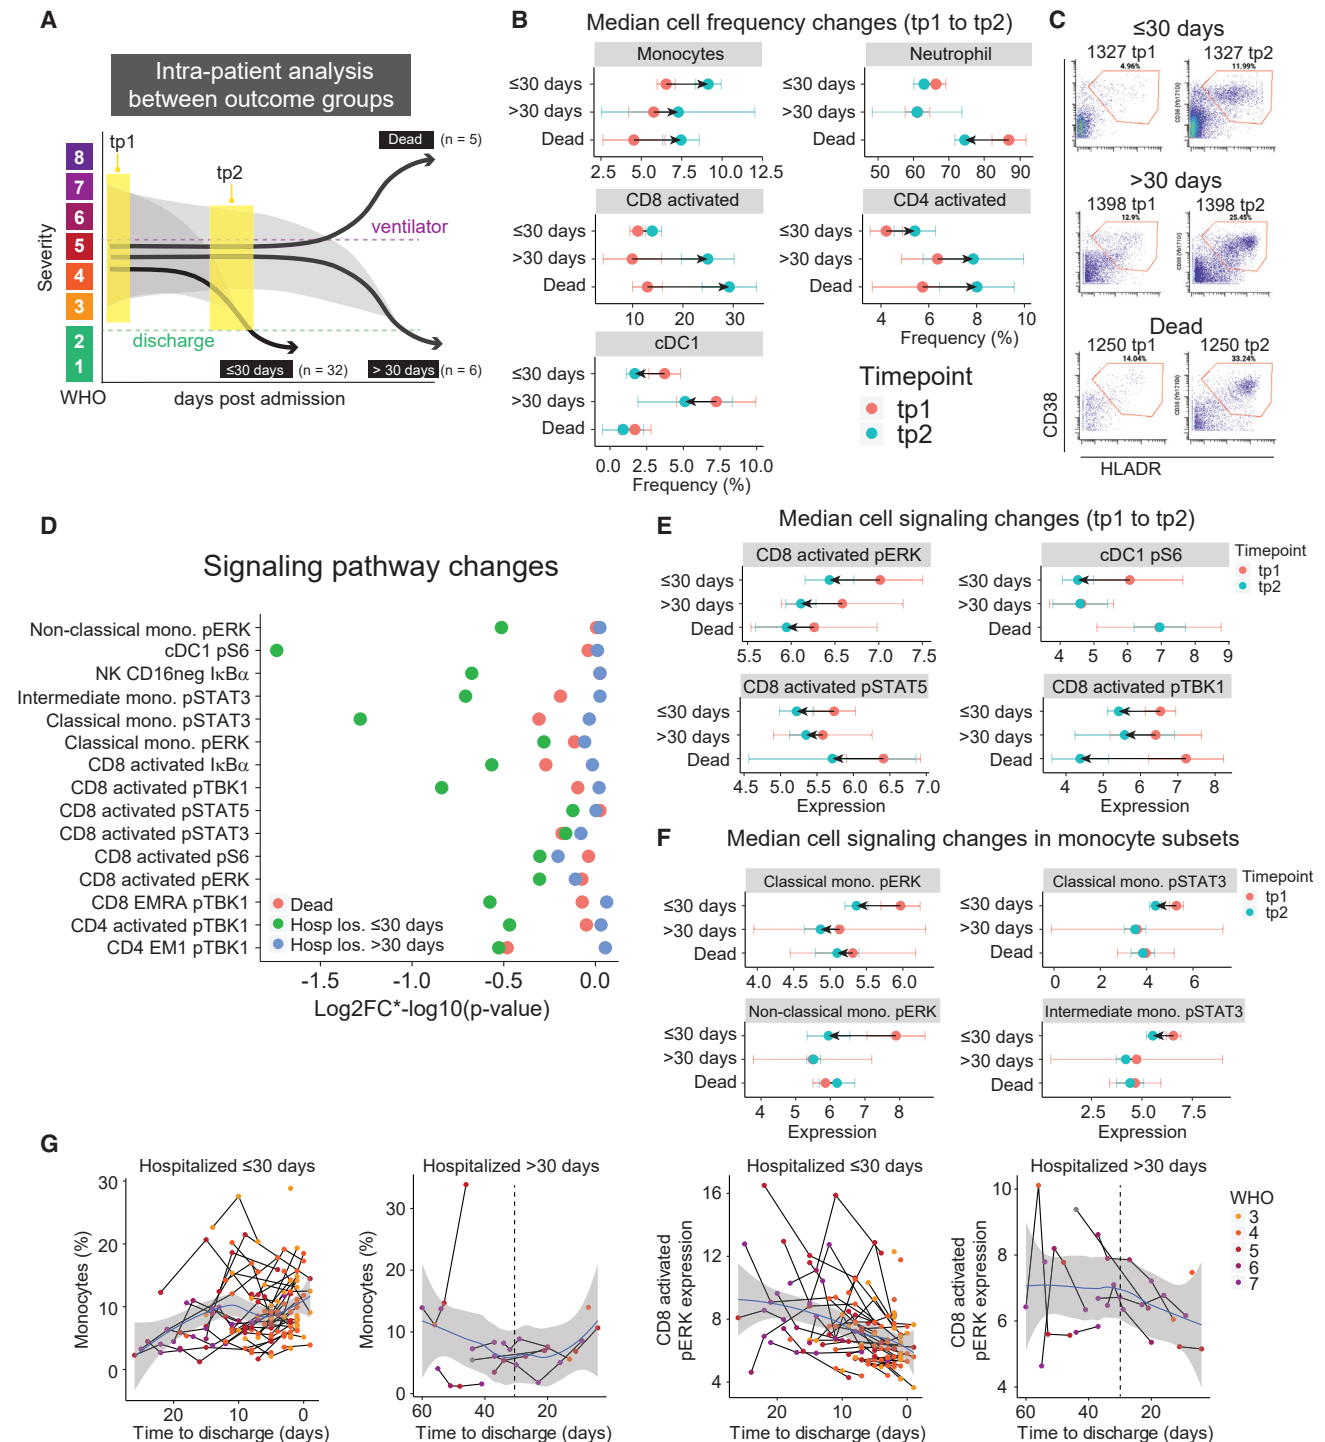 A
Intra-patient analysis
between outcome groups
tp1
tp2
Dead (n = 5)
ventilator
discharge
≤30 days (n = 32)
> 30 days (n = 6)
Severity
8
7
6
5
4
3
2
1
WHO
days post admission
B
Median cell frequency changes (tp1 to tp2)
Monocytes
≤30 days
>30 days
Dead
2.5 5.0 7.5 10.0 12.5
Neutrophil
≤30 days
>30 days
Dead
50 60 70 80 90
CD8 activated
≤30 days
>30 days
Dead
10 20 30
CD4 activated
≤30 days
>30 days
Dead
4 6 8 10
Frequency (%)
cDC1
≤30 days
>30 days
Dead
0.0 2.5 5.0 7.5 10.0
Frequency (%)
Timepoint
tp1
tp2
C
≤30 days
1327 tp1
4.96%
1327 tp2
11.99%
CD38 (Yb171Di)
>30 days
1398 tp1
12.9%
1398 tp2
25.45%
CD38 (Yb171Di)
Dead
1250 tp1
14.04%
1250 tp2
33.24%
CD38 (Yb171Di)
CD38
HLADR
D
Signaling pathway changes
Non-classical mono. pERK
cDC1 pS6
NK CD16neg IκBα
Intermediate mono. pSTAT3
Classical mono. pSTAT3
Classical mono. pERK
CD8 activated IκBα
CD8 activated pTBK1
CD8 activated pSTAT5
CD8 activated pSTAT3
CD8 activated pS6
CD8 activated pERK
CD8 EMRA pTBK1
CD4 activated pTBK1
CD4 EM1 pTBK1
Dead
Hosp los. ≤30 days
Hosp los. >30 days
-1.5 -1.0 -0.5 0.0
Log2FC*-log10(p-value)
E
Median cell signaling changes (tp1 to tp2)
CD8 activated pERK
≤30 days
>30 days
Dead
5.5 6.0 6.5 7.0 7.5
cDC1 pS6
≤30 days
>30 days
Dead
4 5 6 7 8 9
Timepoint
tp1
tp2
CD8 activated pSTAT5
≤30 days
>30 days
Dead
4.5 5.0 5.5 6.0 6.5 7.0
Expression
CD8 activated pTBK1
≤30 days
>30 days
Dead
4 5 6 7 8
Expression
F
Median cell signaling changes in monocyte subsets
Classical mono. pERK
≤30 days
>30 days
Dead
4.0 4.5 5.0 5.5 6.0
Classical mono. pSTAT3
≤30 days
>30 days
Dead
0 2 4 6
Timepoint
tp1
tp2
Non-classical mono. pERK
≤30 days
>30 days
Dead
4 5 6 7 8
Expression
Intermediate mono. pSTAT3
≤30 days
>30 days
Dead
2.5 5.0 7.5
Expression
G
Hospitalized ≤30 days
Monocytes (%)
30
20
10
0
20 10 0
Time to discharge (days)
Hospitalized >30 days
Monocytes (%)
30
20
10
0
60 40 20
Time to discharge (days)
Hospitalized ≤30 days
CD8 activated
pERK expression
16
12
8
4
20 10 0
Time to discharge (days)
Hospitalized >30 days
CD8 activated
pERK expression
10
8
6
4
60 40 20
Time to discharge (days)
WHO
3
4
5
6
7